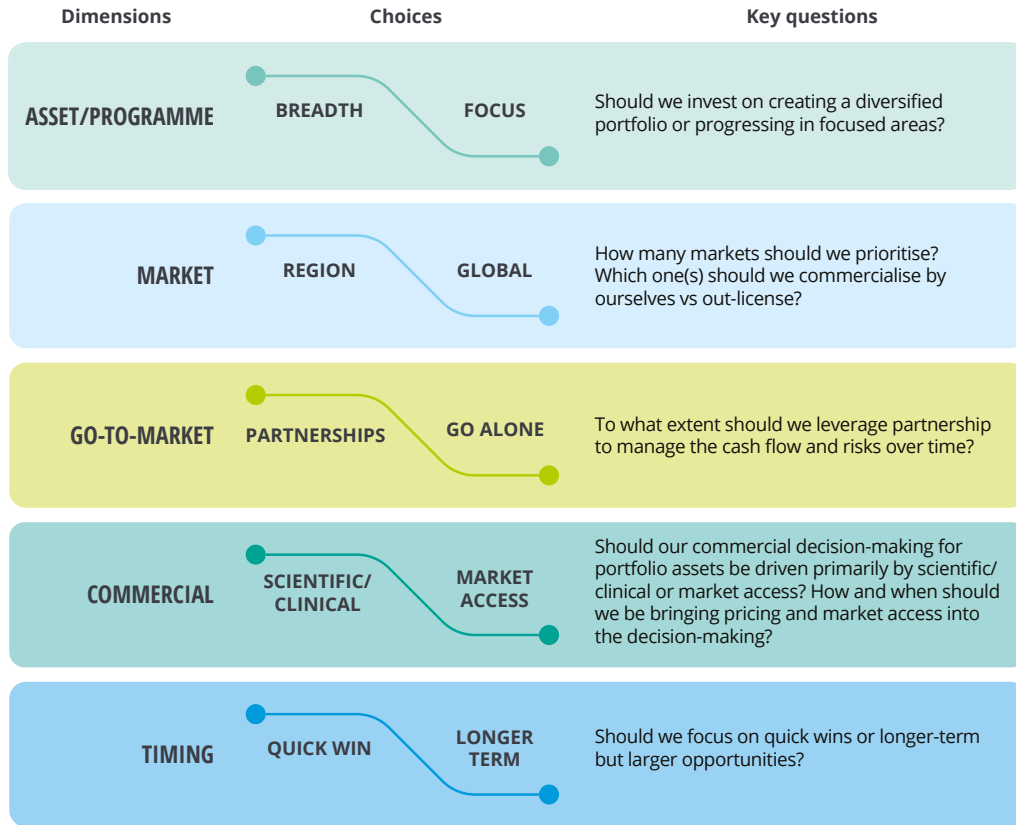 Dimensions
Choices
Key questions
ASSET/PROGRAMME
BREADTH
FOCUS
Should we invest on creating a diversified
portfolio or progressing in focused areas?
MARKET
REGION
GLOBAL
How many markets should we prioritise?
Which one(s) should we commercialise by
ourselves vs out-license?
GO-TO-MARKET
PARTNERSHIPS
GO ALONE
To what extent should we leverage partnership
to manage the cash flow and risks over time?
COMMERCIAL
SCIENTIFIC/
CLINICAL
MARKET
ACCESS
Should our commercial decision-making for
portfolio assets be driven primarily by scientific/
clinical or market access? How and when should
we be bringing pricing and market access into
the decision-making?
TIMING
QUICK WIN
LONGER
TERM
Should we focus on quick wins or longer-term
but larger opportunities?